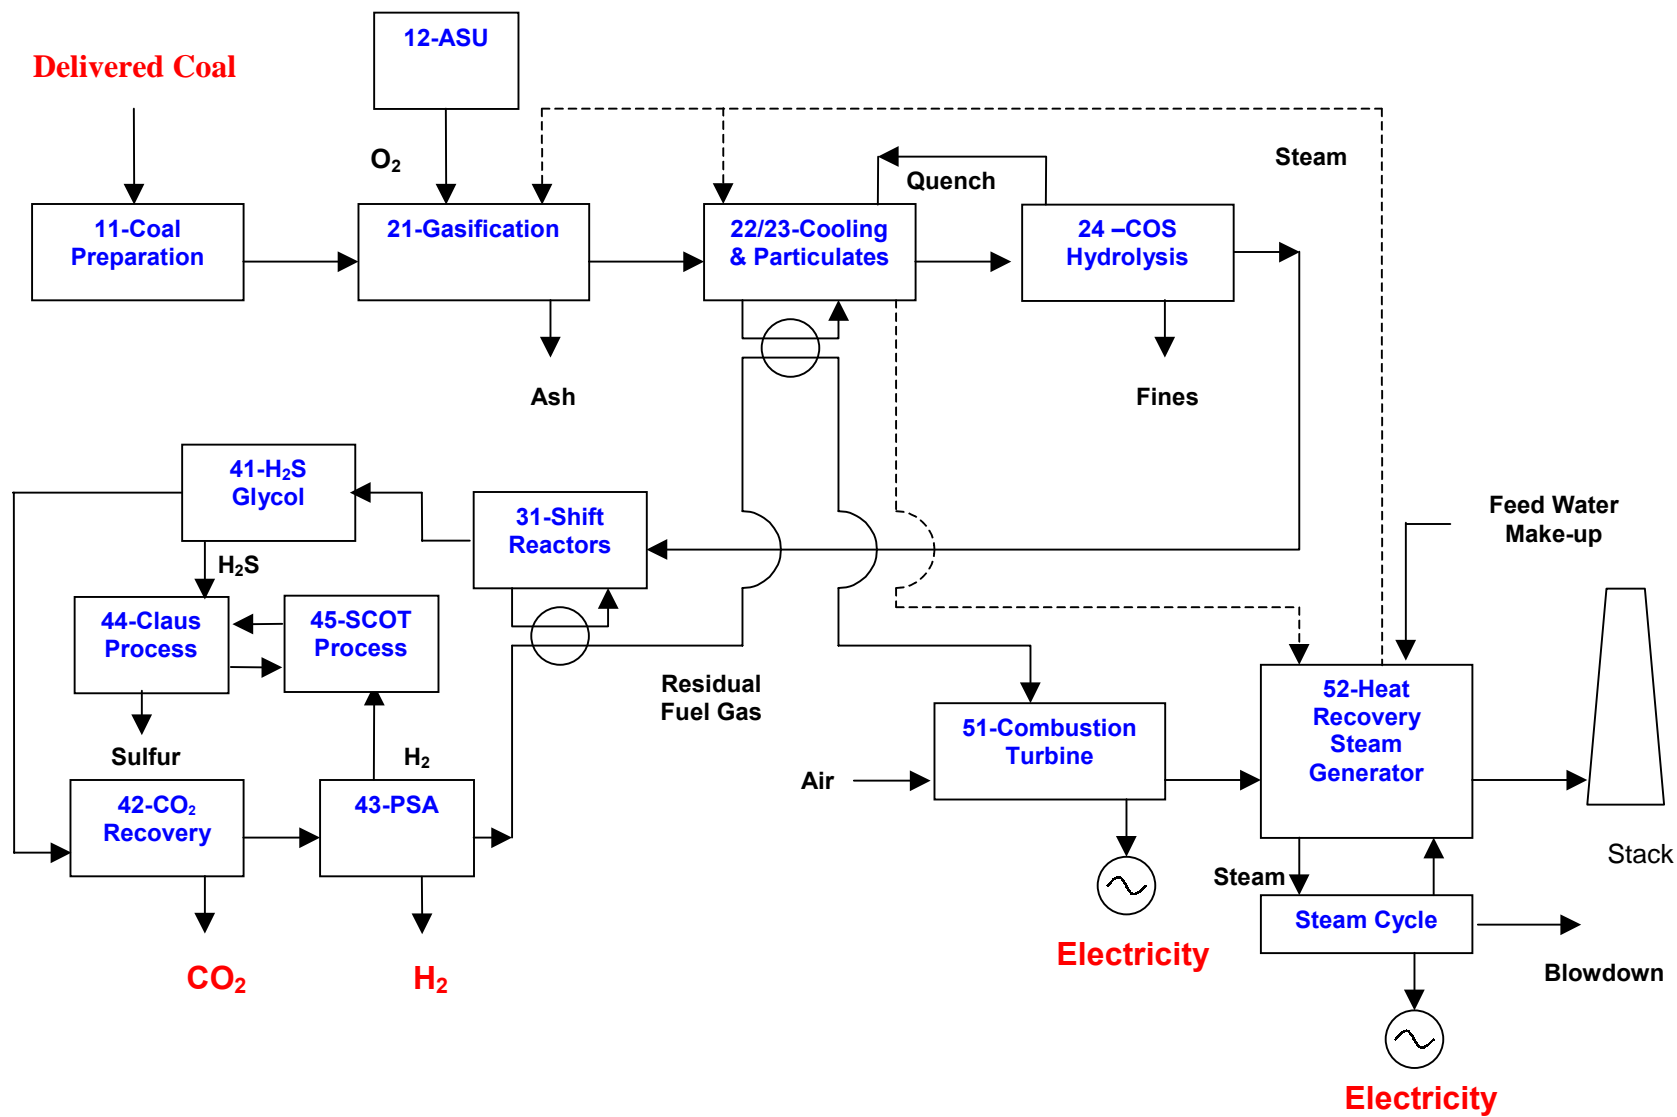 12-ASU
Delivered Coal
O₂
Steam
Quench
11-Coal
Preparation
21-Gasification
22/23-Cooling
& Particulates
24 –COS
Hydrolysis
Ash
Fines
41-H₂S
Glycol
31-Shift
Reactors
Feed Water
Make-up
H₂S
44-Claus
Process
45-SCOT
Process
Residual
Fuel Gas
52-Heat
Recovery
Steam
Generator
51-Combustion
Turbine
Sulfur
H₂
Air
42-CO₂
Recovery
43-PSA
Stack
Steam
Steam Cycle
Electricity
CO₂
H₂
Blowdown
Electricity